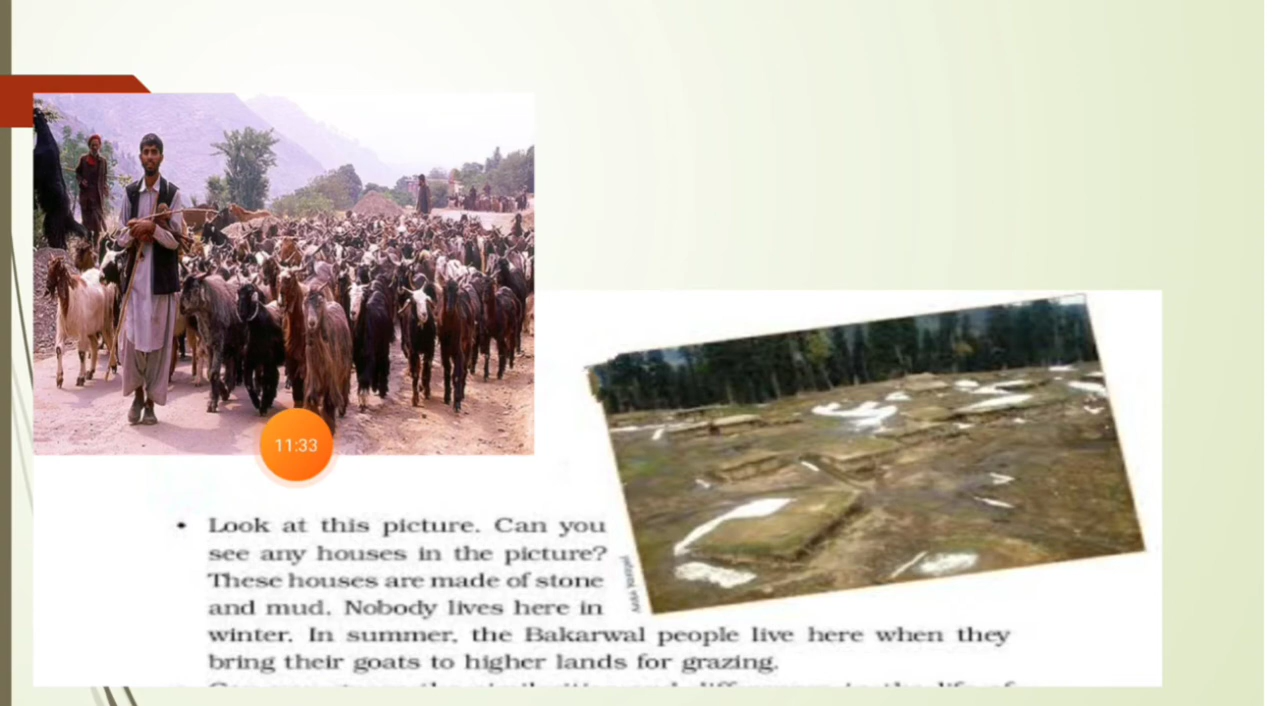 11:33
• Look at this picture. Can you
see any houses in the picture?
These houses are made of stone
and mud. Nobody lives here in
winter. In summer, the Bakarwal people live here when they
bring their goats to higher lands for grazing.